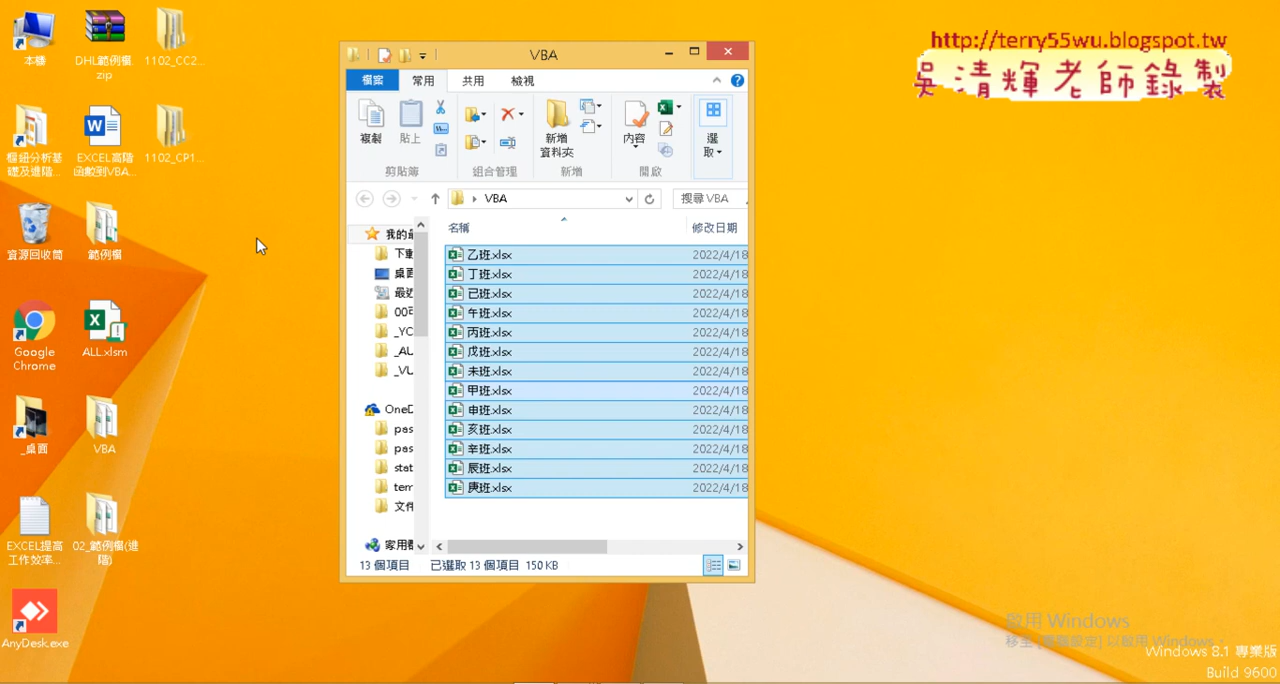 本機
DHL範例檔
zip
1102_CC2...
樞紐分析基
礎及進階...
EXCEL高階
函數到VBA...
1102_CP1...
資源回收筒
範例檔
Google
Chrome
ALL.xlsm
_桌面
VBA
EXCEL提高
工作效率...
02_範例檔(進
階)
AnyDesk.exe
VBA
檔案
常用
共用
檢視
複製
貼上
剪貼簿
組合管理
新增
資料夾
新增
內容
開啟
選
取
VBA
搜尋 VBA
名稱
修改日期
我的最
下載
桌面
最近
00可
_YC
_AU
_VU
OneD
pas
pas
stat
tem
文件
家用群
乙班.xlsx 2022/4/18
丁班.xlsx 2022/4/18
已班.xlsx 2022/4/18
午班.xlsx 2022/4/18
丙班.xlsx 2022/4/18
戊班.xlsx 2022/4/18
未班.xlsx 2022/4/18
甲班.xlsx 2022/4/18
申班.xlsx 2022/4/18
亥班.xlsx 2022/4/18
辛班.xlsx 2022/4/18
辰班.xlsx 2022/4/18
庚班.xlsx 2022/4/18
13 個項目 已選取 13 個項目 150 KB
http://terry55wu.blogspot.tw
吳清輝老師錄製
啟用 Windows
以啟用 Windows。
Windows 8.1 專業版
Build 9600